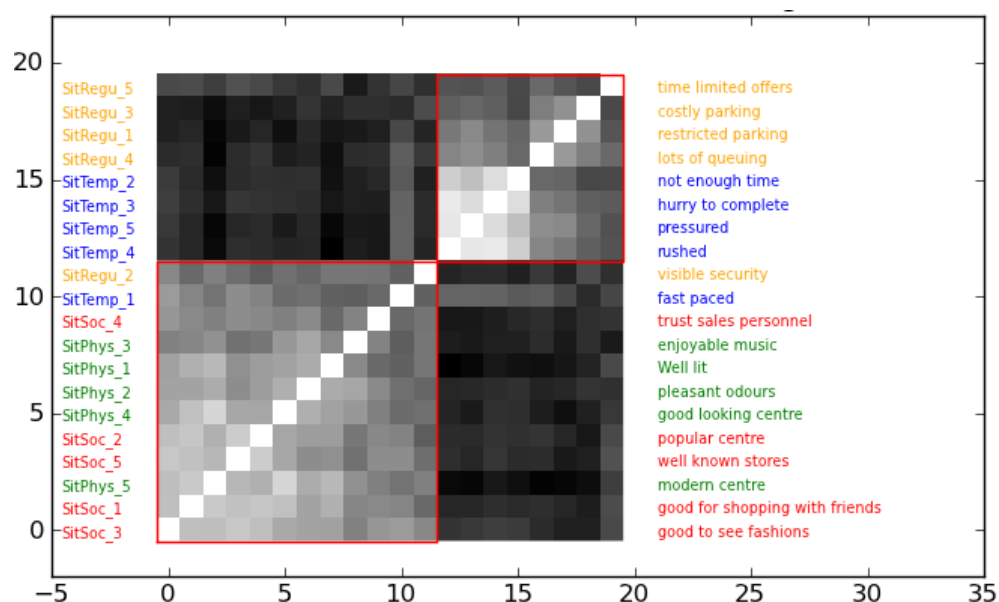 20
SitRegu_5 time limited offers
SitRegu_3 costly parking
SitRegu_1 restricted parking
SitRegu_4 lots of queuing
15
SitTemp_2 not enough time
SitTemp_3 hurry to complete
SitTemp_5 pressured
SitTemp_4 rushed
SitRegu_2 visible security
10
SitTemp_1 fast paced
SitSoc_4 trust sales personnel
SitPhys_3 enjoyable music
SitPhys_1 Well lit
SitPhys_2 pleasant odours
5
SitPhys_4 good looking centre
SitSoc_2 popular centre
SitSoc_5 well known stores
SitPhys_5 modern centre
SitSoc_1 good for shopping with friends
0
SitSoc_3 good to see fashions
−5 0 5 10 15 20 25 30 35